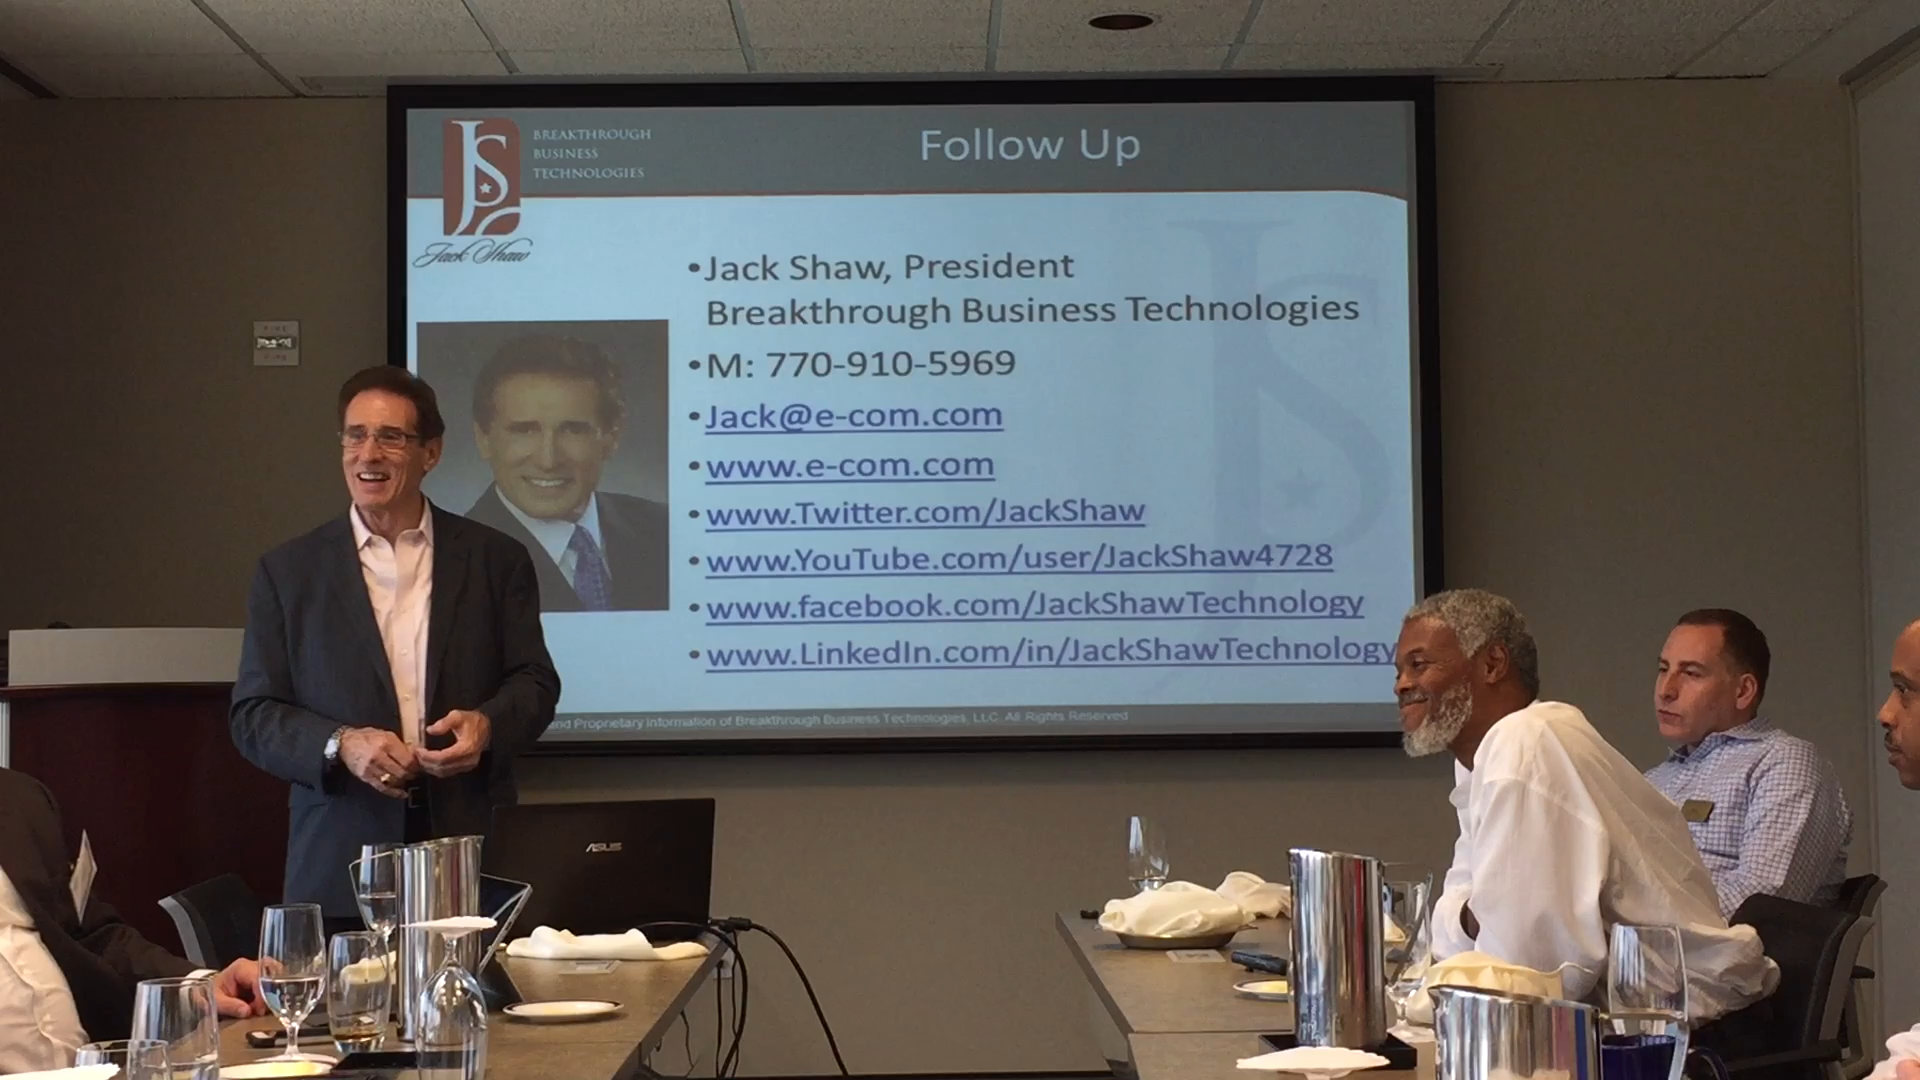 JS
BREAKTHROUGH
BUSINESS
TECHNOLOGIES
Jack Shaw
Follow Up
•Jack Shaw, President
Breakthrough Business Technologies
•M: 770-910-5969
•Jack@e-com.com
•www.e-com.com
•www.Twitter.com/JackShaw
•www.YouTube.com/user/JackShaw4728
•www.facebook.com/JackShawTechnology
•www.LinkedIn.com/in/JackShawTechnology
and Proprietary Information of Breakthrough Business Technologies, LLC. All Rights Reserved
FIRE
ASUS